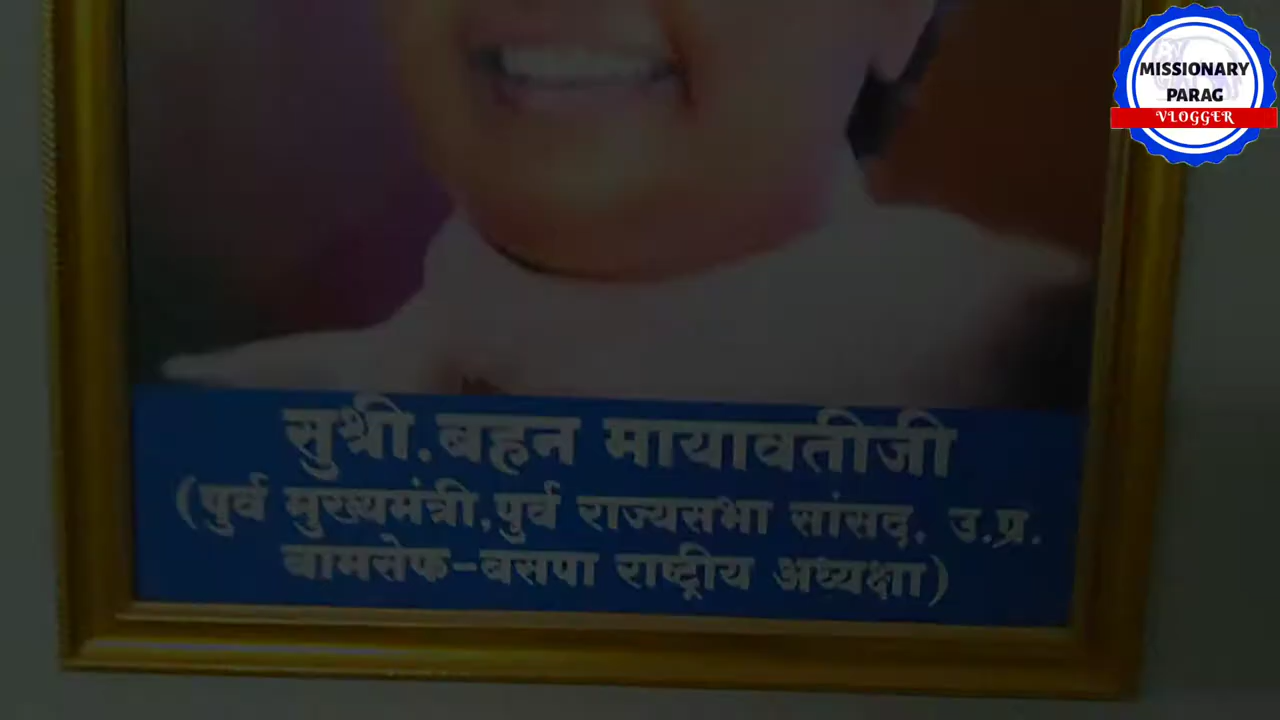 MISSIONARY
PARAG
VLOGGER
सुश्री.बहन मायावतीजी
(पुर्व मुख्यमंत्री,पुर्व राज्यसभा सांसद, उ.प्र.
बामसेफ-बसपा राष्ट्रीय अध्यक्षा)